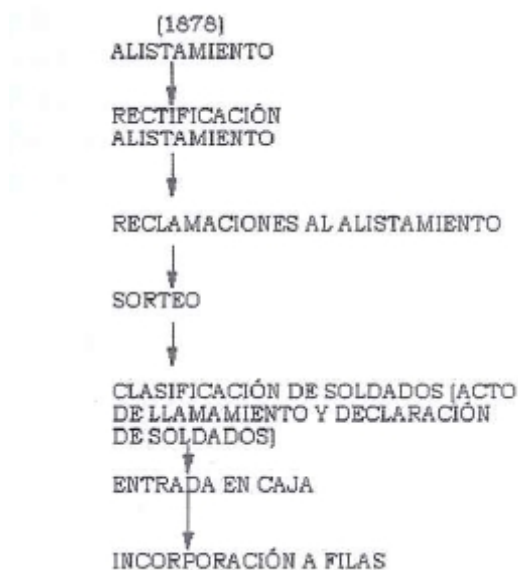 (1878)
ALISTAMIENTO
RECTIFICACIÓN
ALISTAMIENTO
RECLAMACIONES AL ALISTAMIENTO
SORTEO
CLASIFICACIÓN DE SOLDADOS (ACTO
DE LLAMAMIENTO Y DECLARACIÓN
DE SOLDADOS)
ENTRADA EN CAJA
INCORPORACIÓN A FILAS